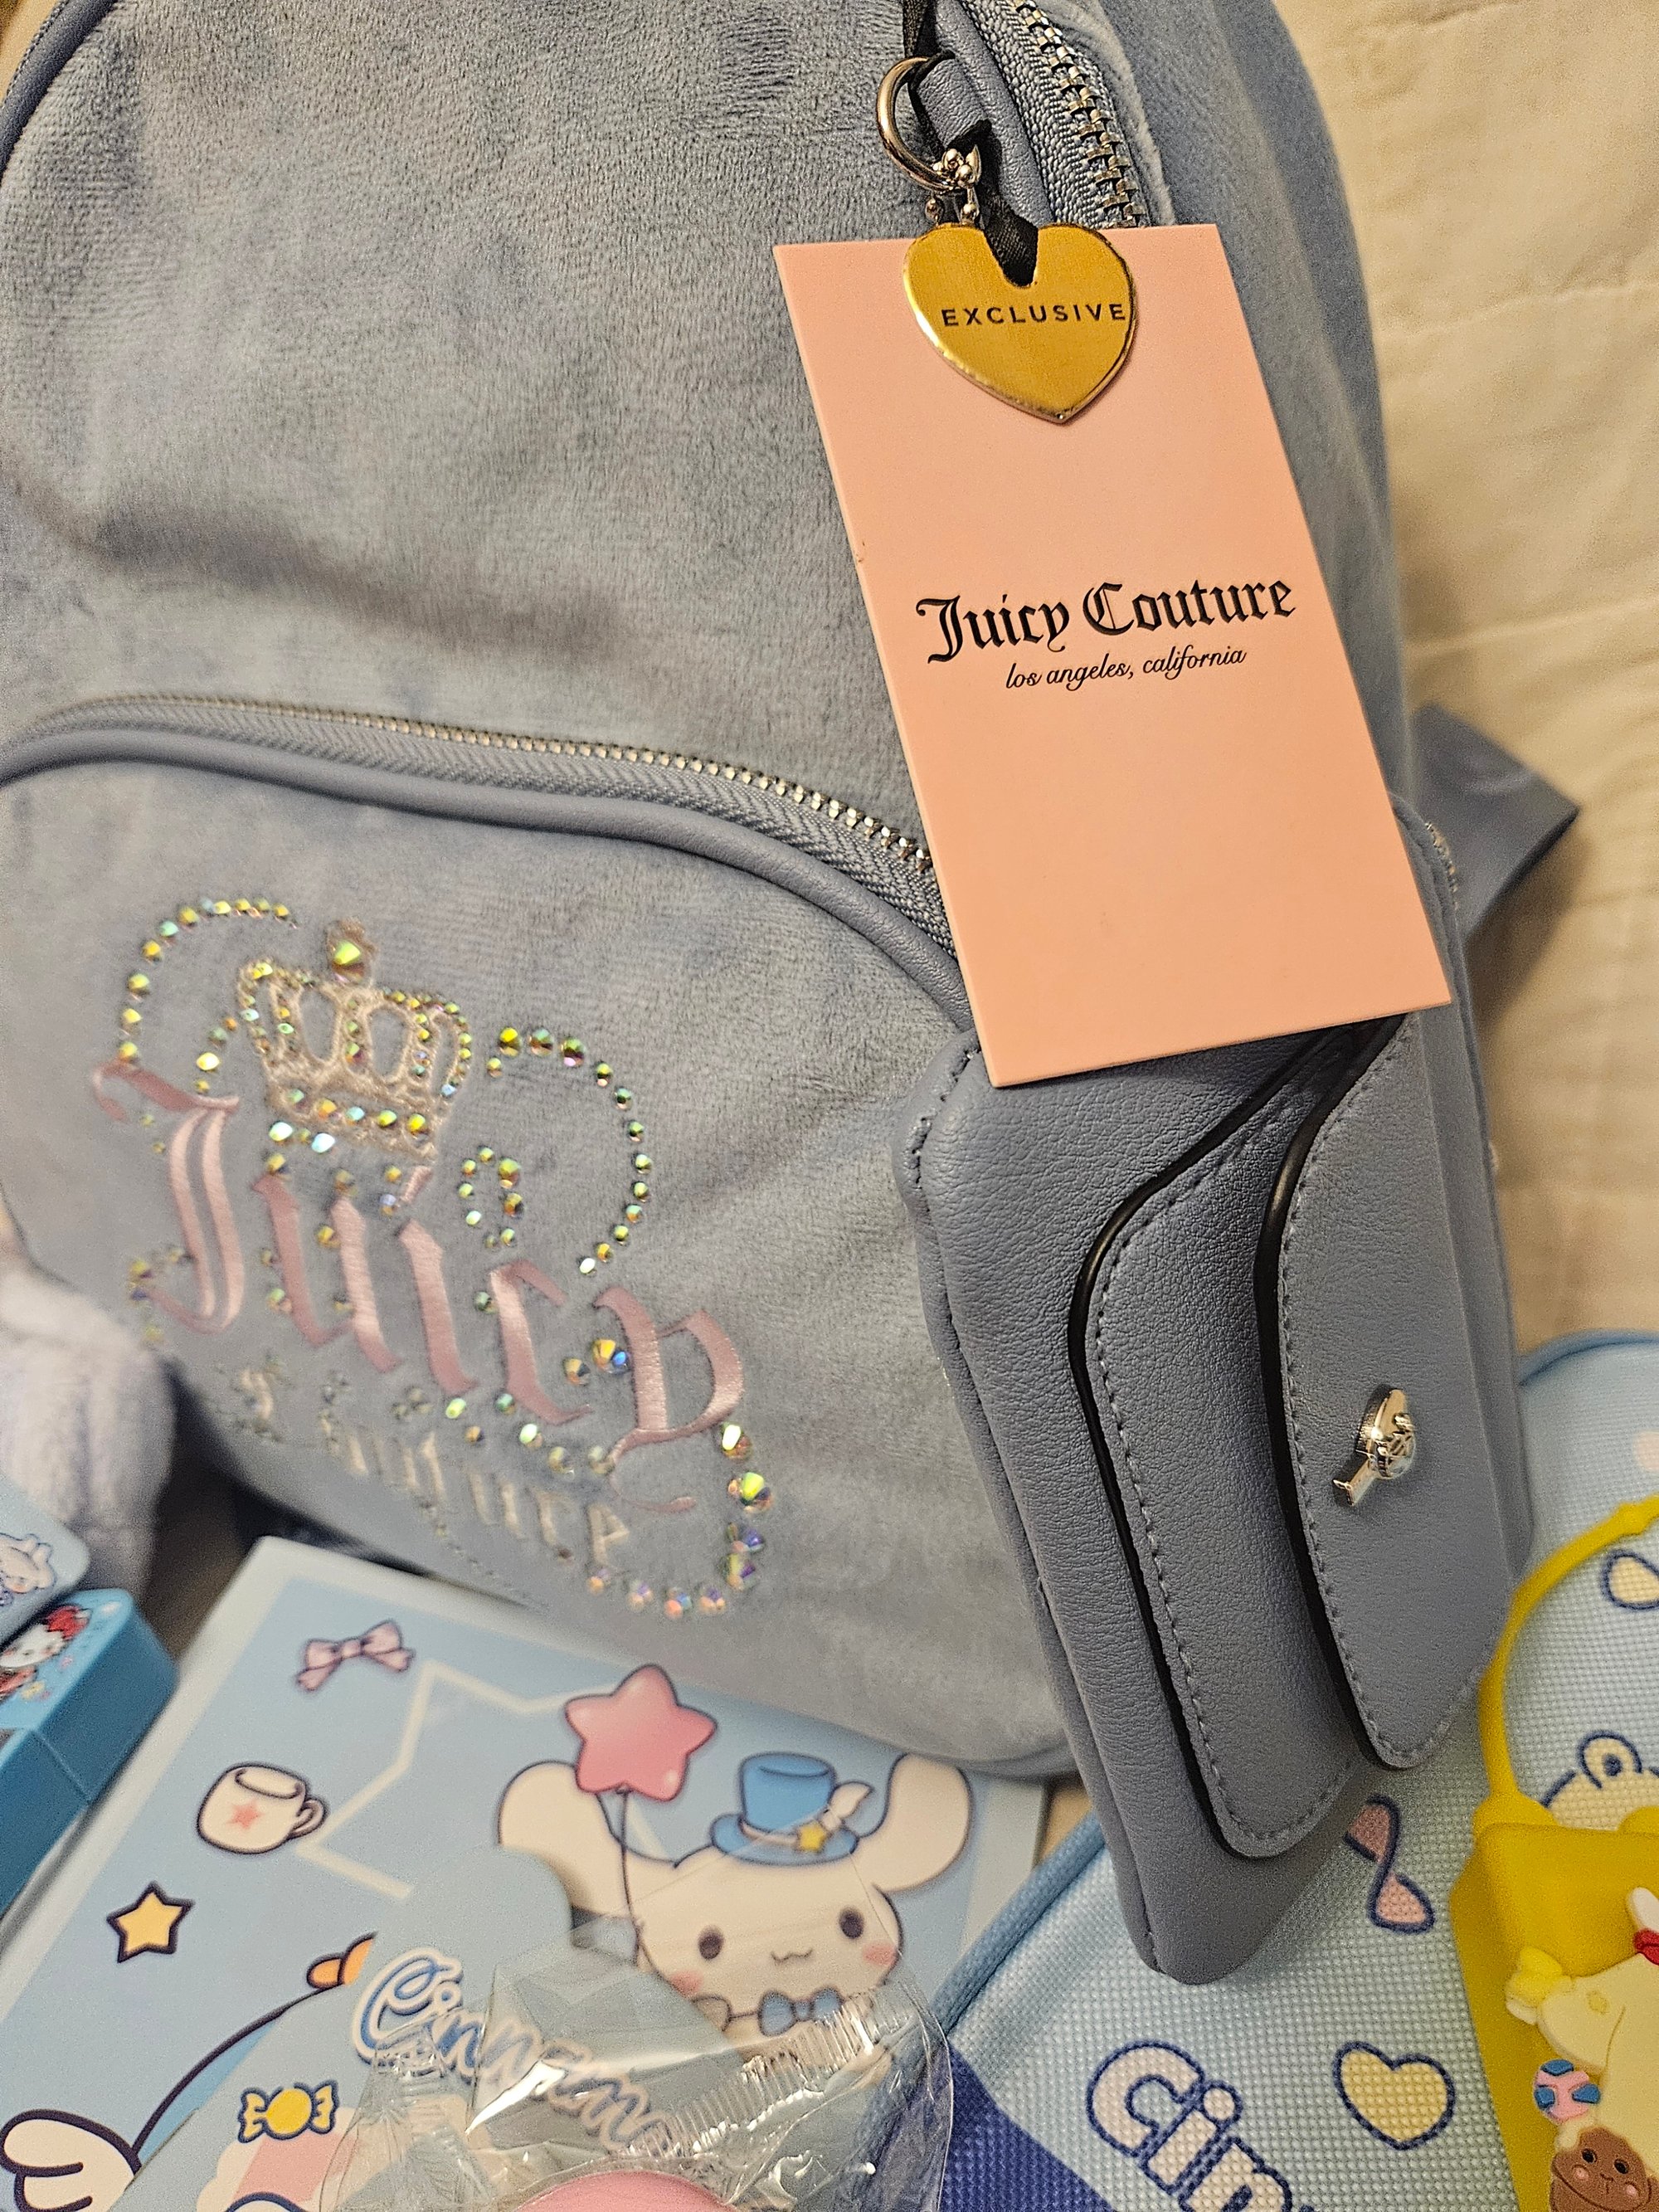 EXCLUSIVE
Juicy Couture
los angeles, california
Juicy
Couture
Cinnamo
Cin